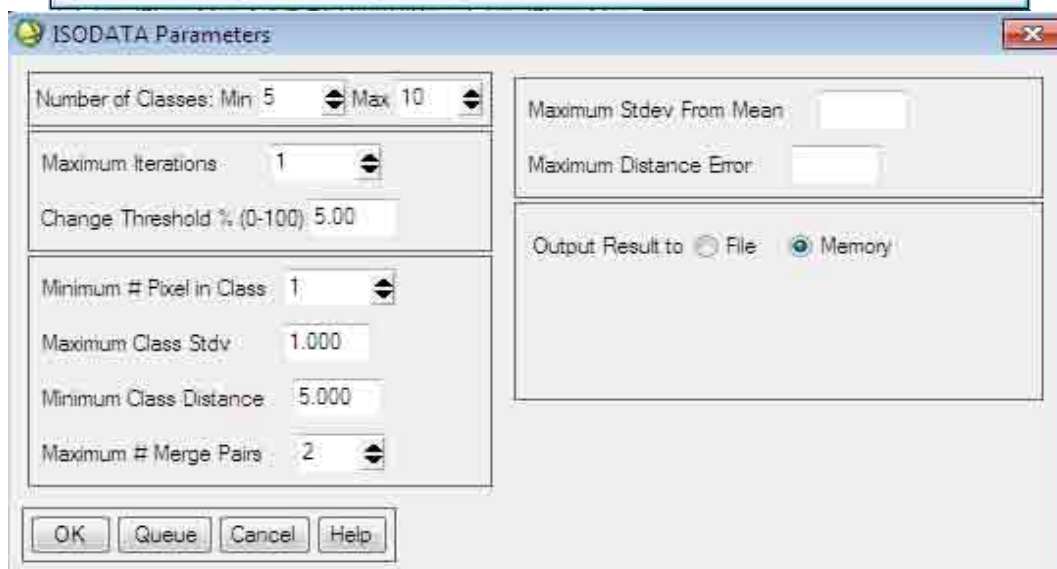 ISODATA Parameters
Number of Classes: Min 5 Max 10
Maximum Iterations 1
Change Threshold % (0-100) 5.00
Minimum # Pixel in Class 1
Maximum Class Stdv 1.000
Minimum Class Distance 5.000
Maximum # Merge Pairs 2
Maximum Stdev From Mean
Maximum Distance Error
Output Result to File Memory
OK Queue Cancel Help